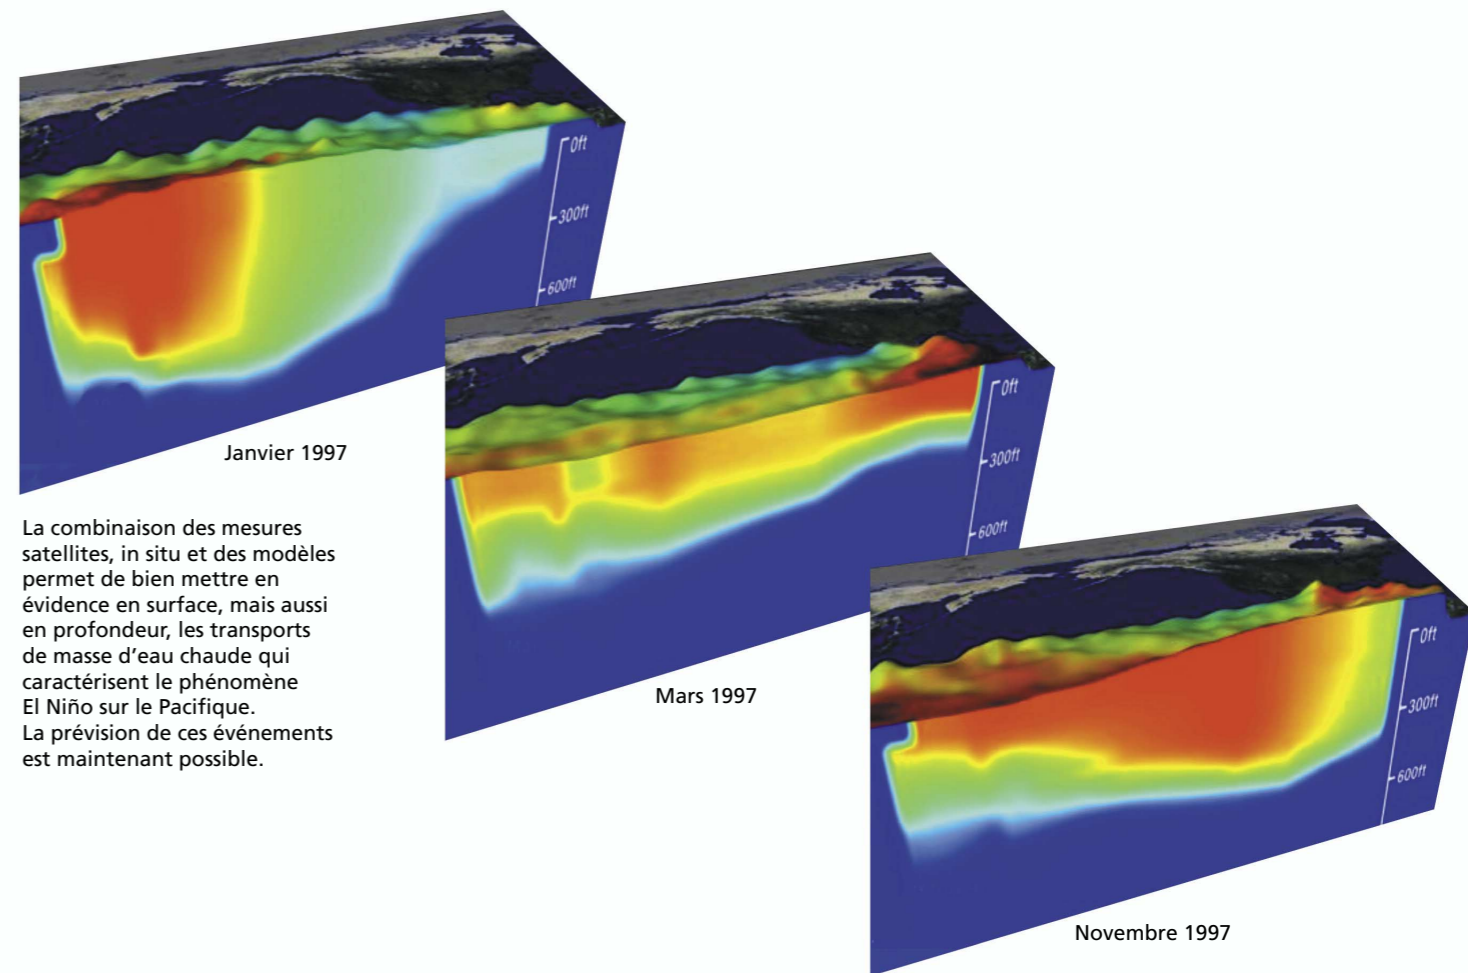 0ft
300ft
600ft
Janvier 1997
La combinaison des mesures
satellites, in situ et des modèles
permet de bien mettre en
évidence en surface, mais aussi
en profondeur, les transports
de masse d'eau chaude qui
caractérisent le phénomène
El Niño sur le Pacifique.
La prévision de ces événements
est maintenant possible.
0ft
300ft
600ft
Mars 1997
0ft
300ft
600ft
Novembre 1997